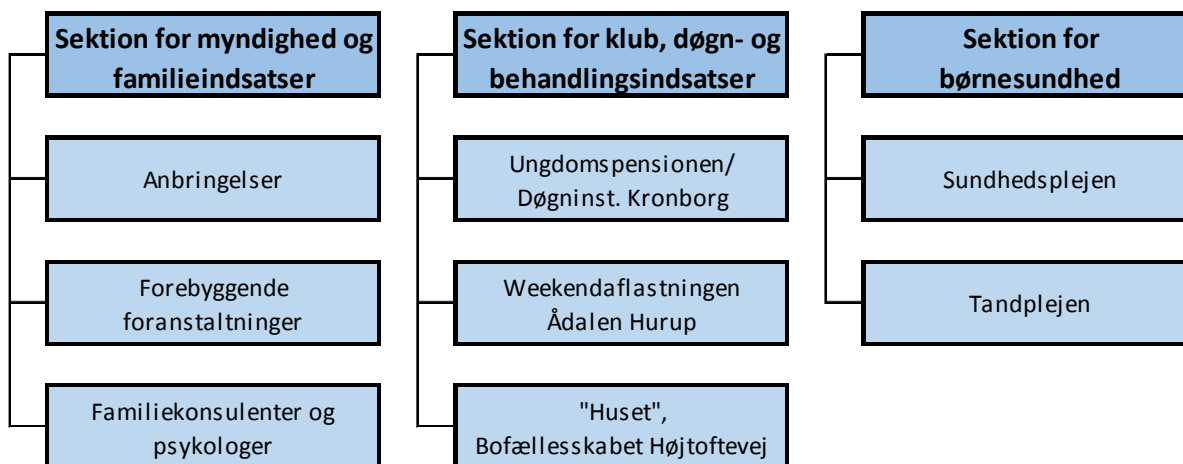 Sektion for myndighed og
familieindsatser
Anbringelser
Forebyggende
foranstaltninger
Familiekonsulenter og
psykologer
Sektion for klub, døgn- og
behandlingsindsatser
Ungdomspensionen/
Døgninst. Kronborg
Weekendaflastningen
Ådalen Hurup
"Huset",
Bofællesskabet Højtoftevej
Sektion for
børnesundhed
Sundhedsplejen
Tandplejen